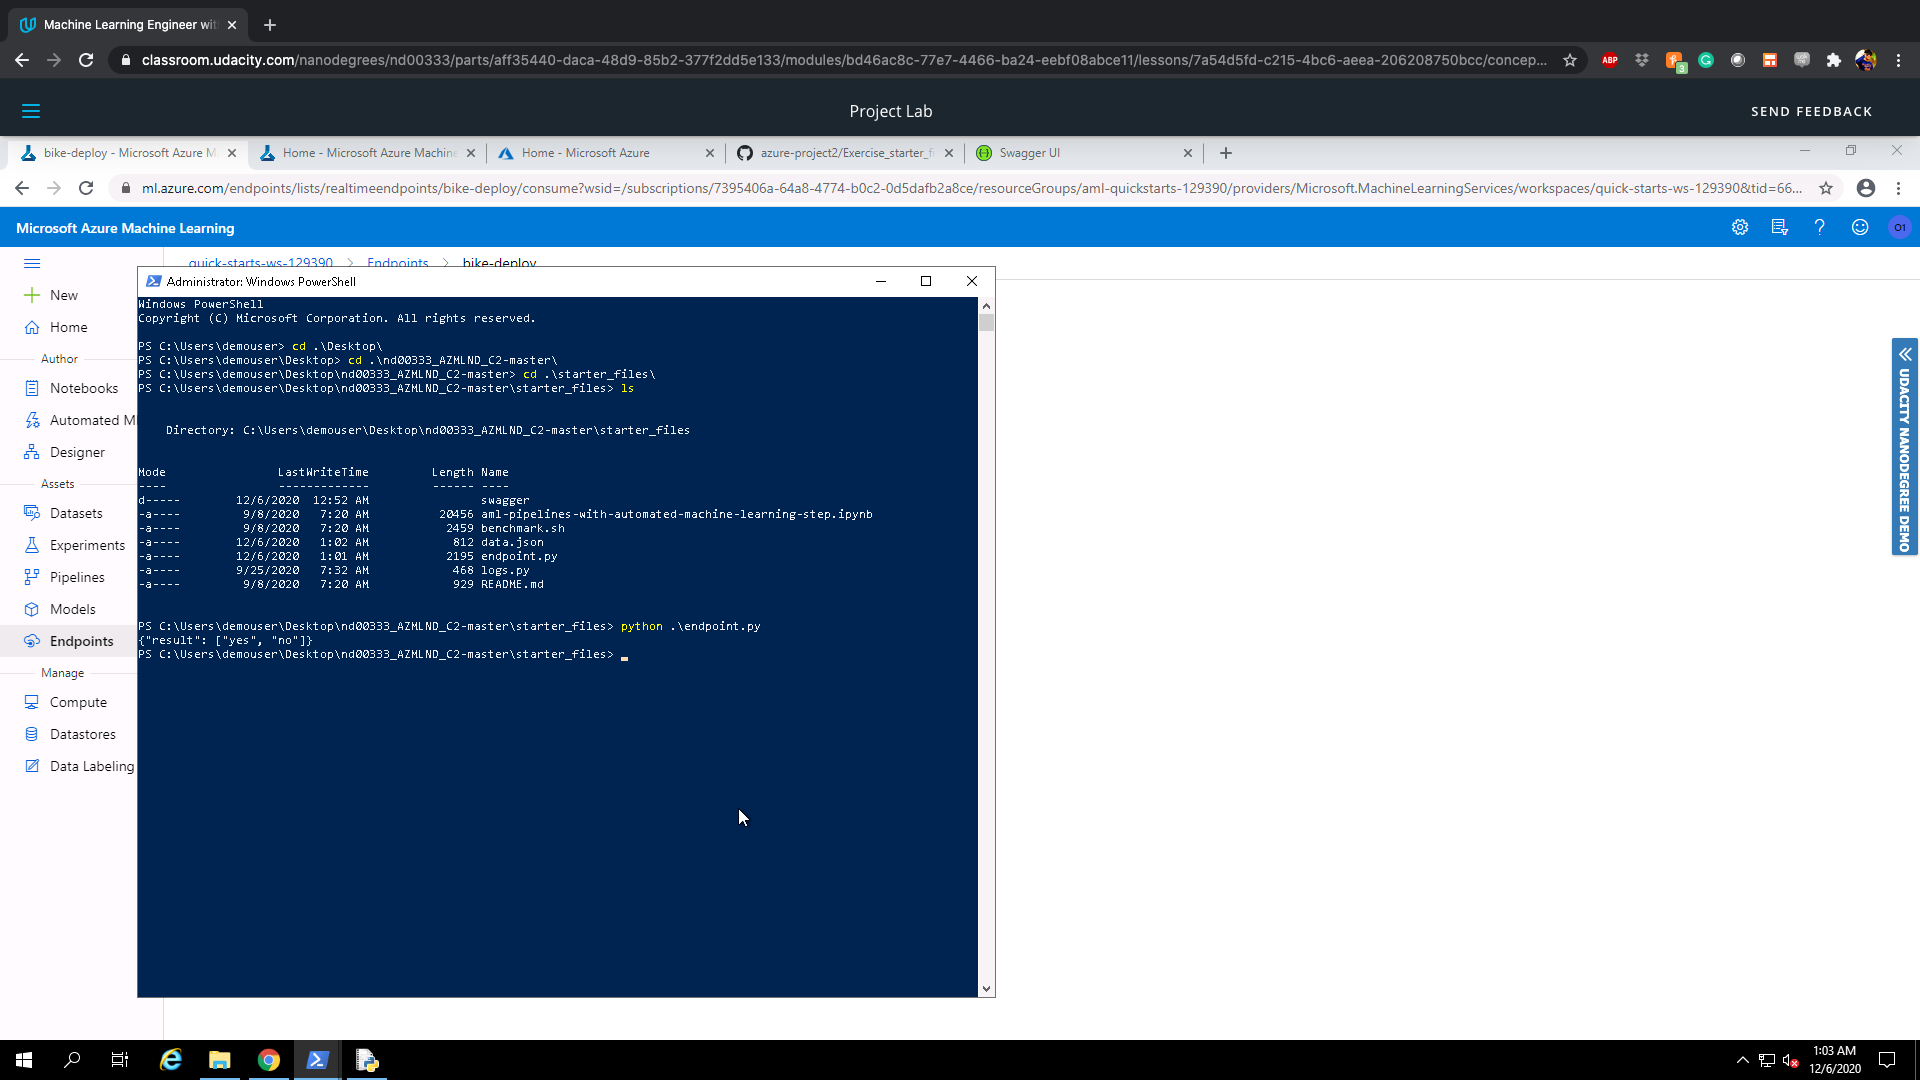 Machine Learning Engineer wit
classroom.udacity.com/nanodegrees/nd00333/parts/aff35440-daca-48d9-85b2-377f2dd5e133/modules/bd46ac8c-77e7-4466-ba24-eebf08abce11/lessons/7a54d5fd-c215-4bc6-aeea-206208750bcc/concep...
ABP
3
Project Lab
SEND FEEDBACK
bike-deploy - Microsoft Azure M
Home - Microsoft Azure Machine
Home - Microsoft Azure
azure-project2/Exercise_starter_fi
Swagger UI
ml.azure.com/endpoints/lists/realtimeendpoints/bike-deploy/consume?wsid=/subscriptions/7395406a-64a8-4774-b0c2-0d5dafb2a8ce/resourceGroups/aml-quickstarts-129390/providers/Microsoft.MachineLearningServices/workspaces/quick-starts-ws-129390&tid=66...
Microsoft Azure Machine Learning
O1
quick-starts-ws-129390 > Endpoints > bike-deploy
New
Home
Author
Notebooks
Automated M
Designer
Assets
Datasets
Experiments
Pipelines
Models
Endpoints
Manage
Compute
Datastores
Data Labeling
Administrator: Windows PowerShell
Windows PowerShell
Copyright (C) Microsoft Corporation. All rights reserved.
PS C:\Users\demouser> cd .\Desktop\
PS C:\Users\demouser\Desktop> cd .\nd00333_AZMLND_C2-master\
PS C:\Users\demouser\Desktop\nd00333_AZMLND_C2-master> cd .\starter_files\
PS C:\Users\demouser\Desktop\nd00333_AZMLND_C2-master\starter_files> ls
Directory: C:\Users\demouser\Desktop\nd00333_AZMLND_C2-master\starter_files
Mode LastWriteTime Length Name
---- ------------- ------ ----
d----- 12/6/2020 12:52 AM swagger
-a---- 9/8/2020 7:20 AM 20456 aml-pipelines-with-automated-machine-learning-step.ipynb
-a---- 9/8/2020 7:20 AM 2459 benchmark.sh
-a---- 12/6/2020 1:02 AM 812 data.json
-a---- 12/6/2020 1:01 AM 2195 endpoint.py
-a---- 9/25/2020 7:32 AM 468 logs.py
-a---- 9/8/2020 7:20 AM 929 README.md
PS C:\Users\demouser\Desktop\nd00333_AZMLND_C2-master\starter_files> python .\endpoint.py
{"result": ["yes", "no"]}
PS C:\Users\demouser\Desktop\nd00333_AZMLND_C2-master\starter_files>
UDACITY NANODEGREE DEMO
1:03 AM
12/6/2020